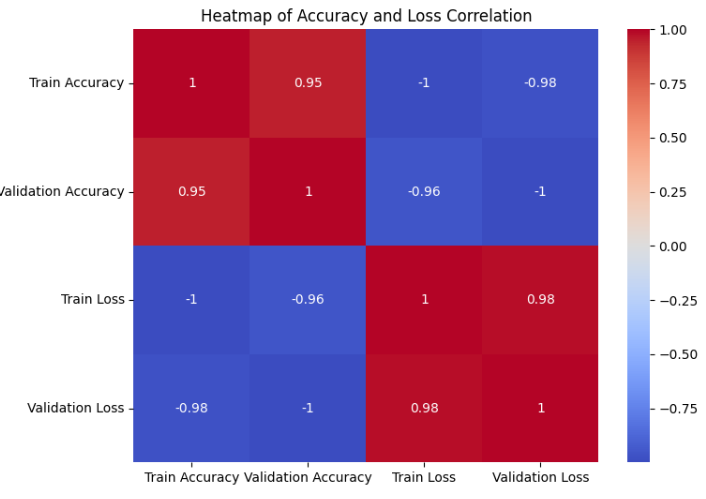 Heatmap of Accuracy and Loss Correlation
Train Accuracy 1 0.95 -1 -0.98
Validation Accuracy 0.95 1 -0.96 -1
Train Loss -1 -0.96 1 0.98
Validation Loss -0.98 -1 0.98 1
Train Accuracy Validation Accuracy Train Loss Validation Loss
1.00
0.75
0.50
0.25
0.00
−0.25
−0.50
−0.75